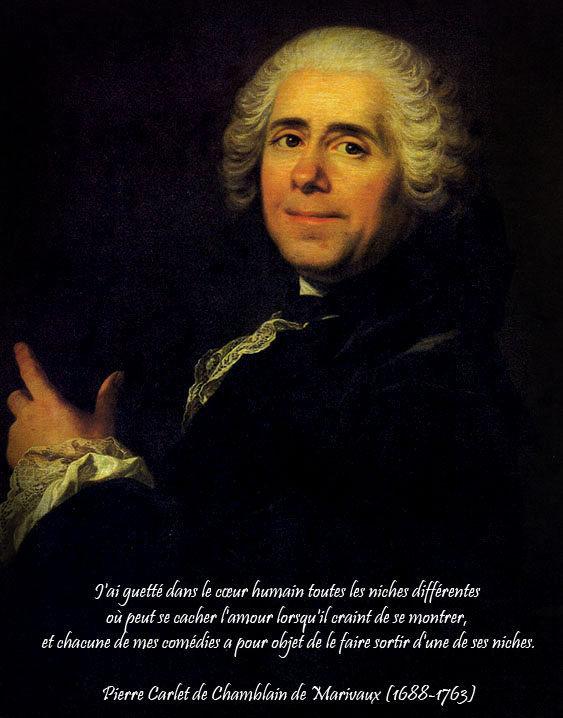 J'ai guetté dans le cœur humain toutes les niches différentes
où peut se cacher l'amour lorsqu'il craint de se montrer,
et chacune de mes comédies a pour objet de le faire sortir d'une de ses niches.
Pierre Carlet de Chamblain de Marivaux (1688-1763)